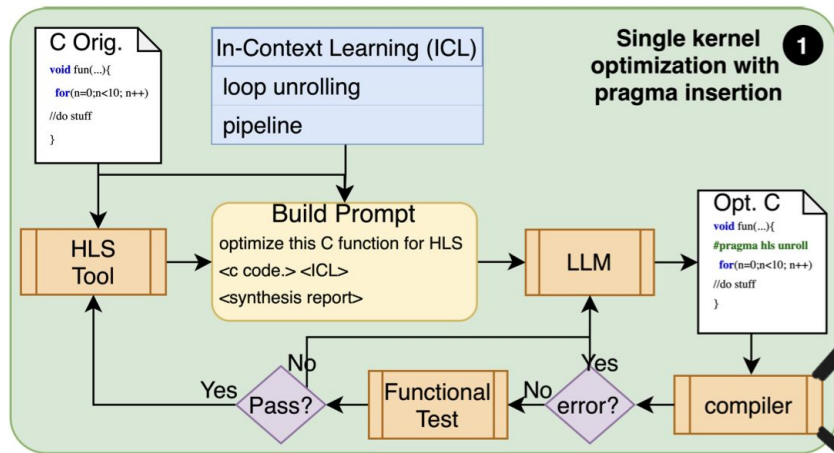 C Orig.
void fun(...){
for(n=0;n<10; n++)
//do stuff
}
In-Context Learning (ICL)
loop unrolling
pipeline
Single kernel
optimization with
pragma insertion
1
HLS
Tool
Build Prompt
optimize this C function for HLS
<c code.> <ICL>
<synthesis report>
LLM
Opt. C
void fun(...){
#pragma hls unroll
for(n=0;n<10; n++)
//do stuff
}
Yes
Pass?
No
Functional
Test
No
error?
Yes
compiler